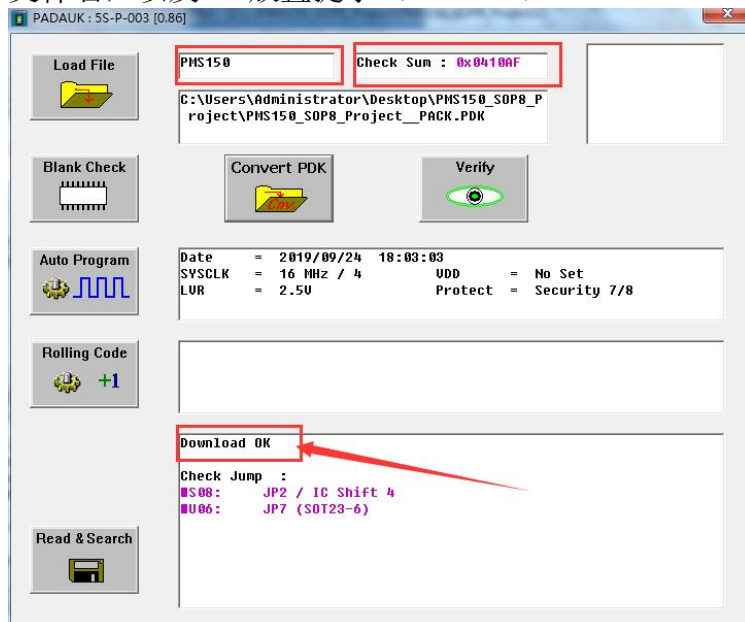 PADAUK : 5S-P-003 [0.86]
Load File
PMS150
Check Sum : 0x0410AF
C:\Users\Administrator\Desktop\PMS150_SOP8_P
roject\PMS150_SOP8_Project__PACK.PDK
Blank Check
Convert PDK
Cnv.
Verify
Auto Program
Date = 2019/09/24 18:03:03
SYSCLK = 16 MHz / 4 VDD = No Set
LVR = 2.5V Protect = Security 7/8
Rolling Code
+1
Download OK
Check Jump :
■S08: JP2 / IC Shift 4
■U06: JP7 (SOT23-6)
Read & Search